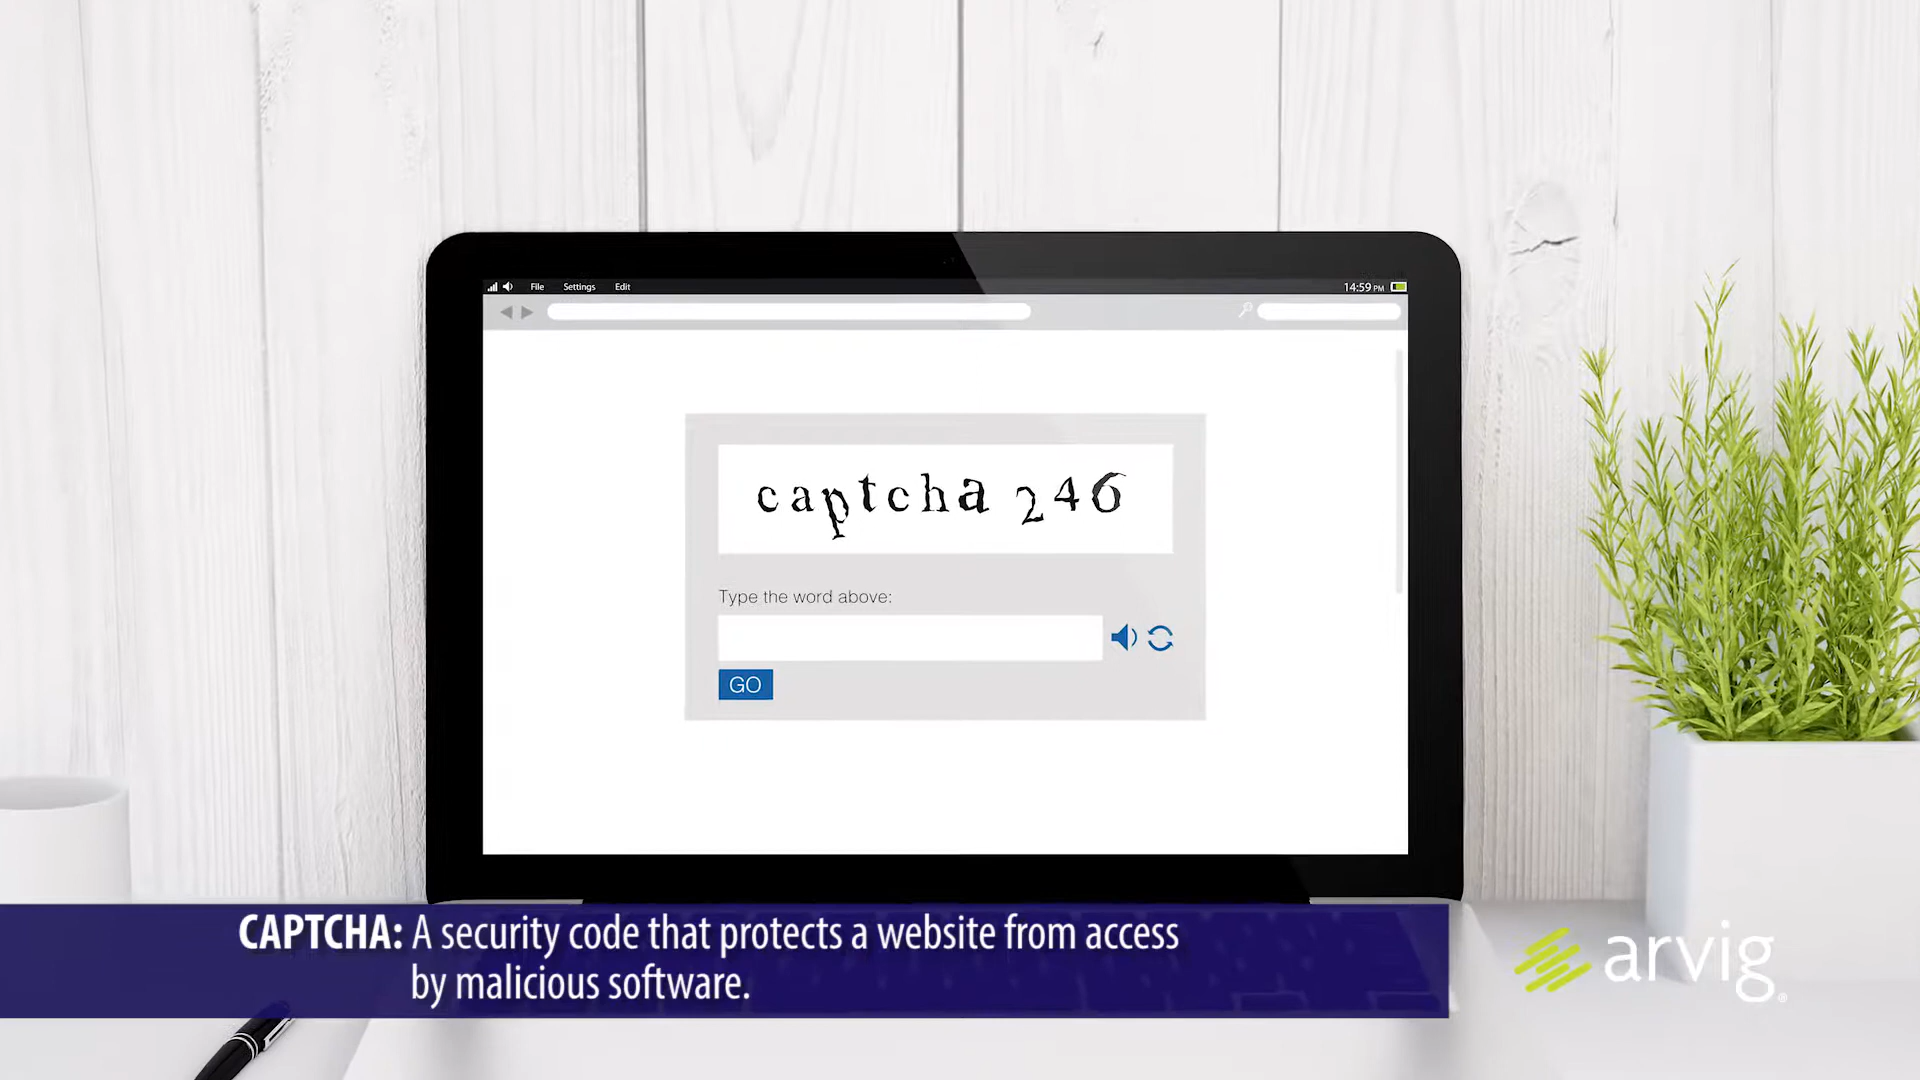 File Settings Edit 14:59 PM
captcha 246
Type the word above:
GO
CAPTCHA: A security code that protects a website from access
by malicious software.
arvig®